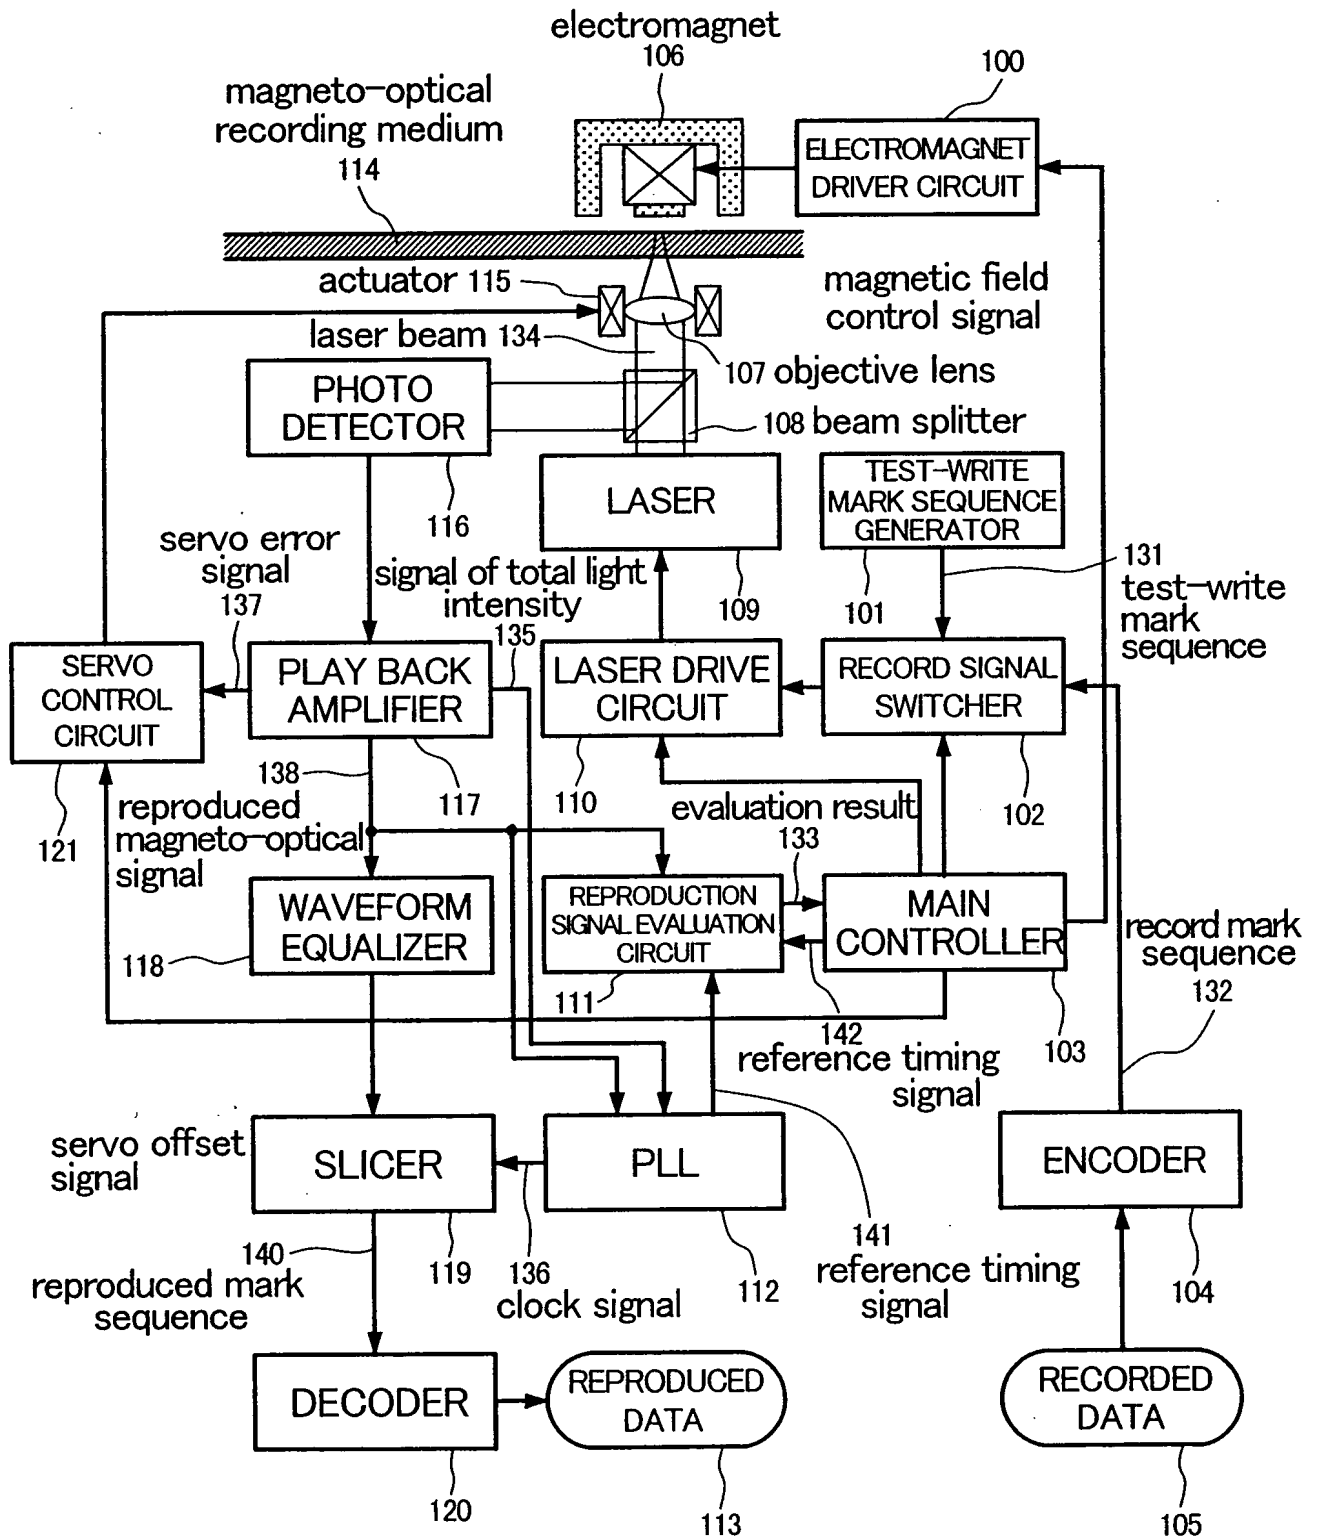 electromagnet
106
100
magneto-optical
recording medium
114
ELECTROMAGNET
DRIVER CIRCUIT
actuator 115
magnetic field
control signal
laser beam 134
107 objective lens
PHOTO
DETECTOR
108 beam splitter
116
LASER
109
TEST-WRITE
MARK SEQUENCE
GENERATOR
101
131
test-write
mark
sequence
servo error
signal
137
signal of total light
intensity
135
SERVO
CONTROL
CIRCUIT
121
PLAY BACK
AMPLIFIER
117
LASER DRIVE
CIRCUIT
110
RECORD SIGNAL
SWITCHER
102
138
reproduced
magneto-optical
signal
evaluation result
133
WAVEFORM
EQUALIZER
118
REPRODUCTION
SIGNAL EVALUATION
CIRCUIT
111
MAIN
CONTROLLER
103
record mark
sequence
132
142
reference timing
signal
servo offset
signal
SLICER
119
PLL
112
ENCODER
104
140
reproduced mark
sequence
136
clock signal
141
reference timing
signal
DECODER
120
REPRODUCED
DATA
113
RECORDED
DATA
105